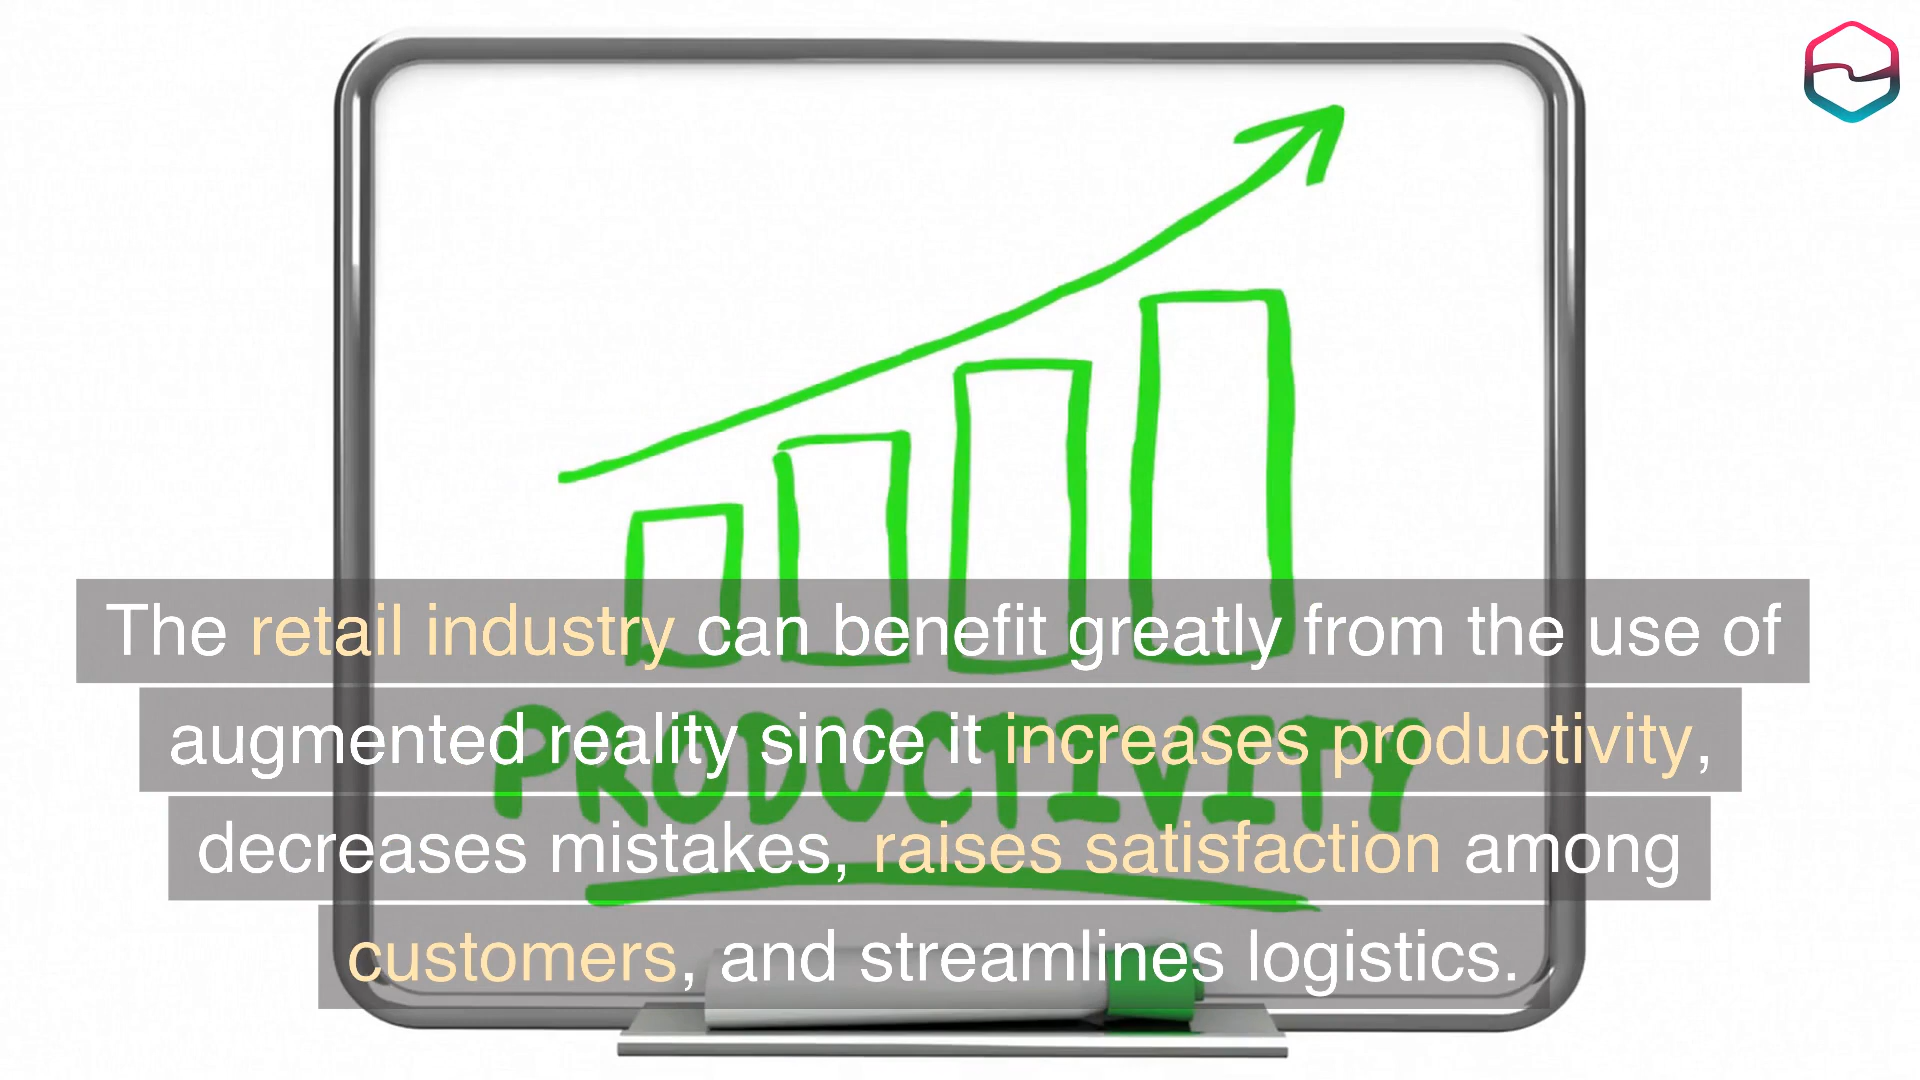 The retail industry can benefit greatly from the use of
augmented reality since it increases productivity,
decreases mistakes, raises satisfaction among
customers, and streamlines logistics.
PRODUCTIVITY